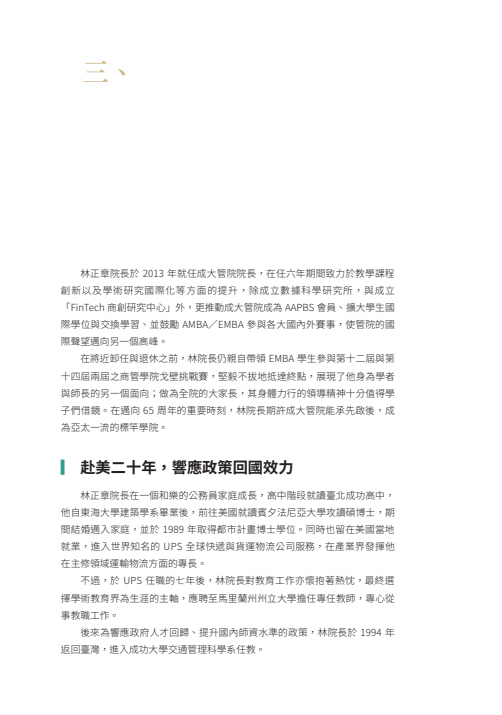 三、
林正章院長於 2013 年就任成大管院院長，在任六年期間致力於教學課程
創新以及學術研究國際化等方面的提升，除成立數據科學研究所，與成立
「FinTech 商創研究中心」外，更推動成大管院成為 AAPBS 會員、擴大學生國
際學位與交換學習、並鼓勵 AMBA／EMBA 參與各大國內外賽事，使管院的國
際聲望邁向另一個高峰。
在將近卸任與退休之前，林院長仍親自帶領 EMBA 學生參與第十二屆與第
十四屆兩屆之商管學院戈壁挑戰賽，堅毅不拔地抵達終點，展現了他身為學者
與師長的另一個面向；做為全院的大家長，其身體力行的領導精神十分值得學
子們借鏡。在邁向 65 周年的重要時刻，林院長期許成大管院能承先啟後，成
為亞太一流的標竿學院。
赴美二十年，響應政策回國效力
林正章院長在一個和樂的公務員家庭成長，高中階段就讀臺北成功高中，
他自東海大學建築學系畢業後，前往美國就讀賓夕法尼亞大學攻讀碩博士，期
間結婚邁入家庭，並於 1989 年取得都市計畫博士學位。同時也留在美國當地
就業，進入世界知名的 UPS 全球快遞與貨運物流公司服務，在產業界發揮他
在主修領域運輸物流方面的專長。
不過，於 UPS 任職的七年後，林院長對教育工作亦懷抱著熱忱，最終選
擇學術教育界為生涯的主軸，應聘至馬里蘭州州立大學擔任專任教師，專心從
事教職工作。
後來為響應政府人才回歸、提升國內師資水準的政策，林院長於 1994 年
返回臺灣，進入成功大學交通管理科學系任教。